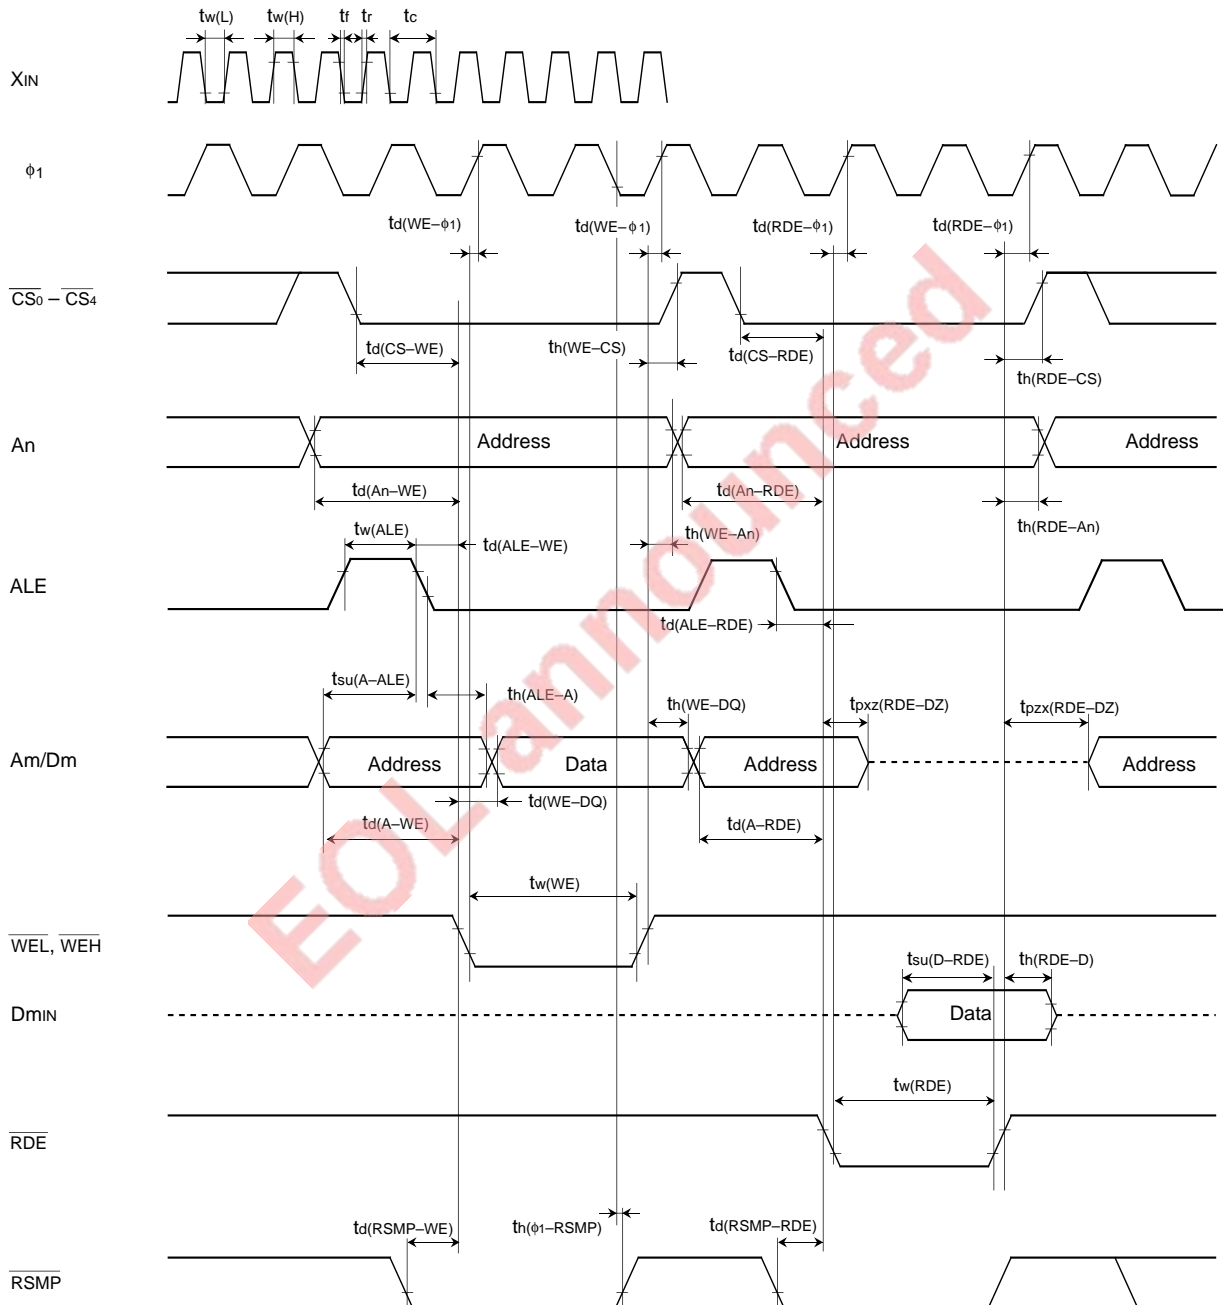 tw(L) tw(H) tf tr tc
XIN
ϕ1
td(WE–ϕ1) td(WE–ϕ1) td(RDE–ϕ1) td(RDE–ϕ1)
CS0 – CS4
td(CS–WE) th(WE–CS) td(CS–RDE) th(RDE–CS)
An Address Address Address
td(An–WE) td(An–RDE)
tw(ALE) td(ALE–WE) th(WE–An) th(RDE–An)
ALE
td(ALE–RDE)
tsu(A–ALE) th(ALE–A) th(WE–DQ) tpxz(RDE–DZ) tpzx(RDE–DZ)
Am/Dm Address Data Address Address
td(WE–DQ)
td(A–WE) td(A–RDE)
tw(WE)
WEL, WEH
tsu(D–RDE) th(RDE–D)
DmIN Data
tw(RDE)
RDE
td(RSMP–WE) th(ϕ1–RSMP) td(RSMP–RDE)
RSMP
EOL announced